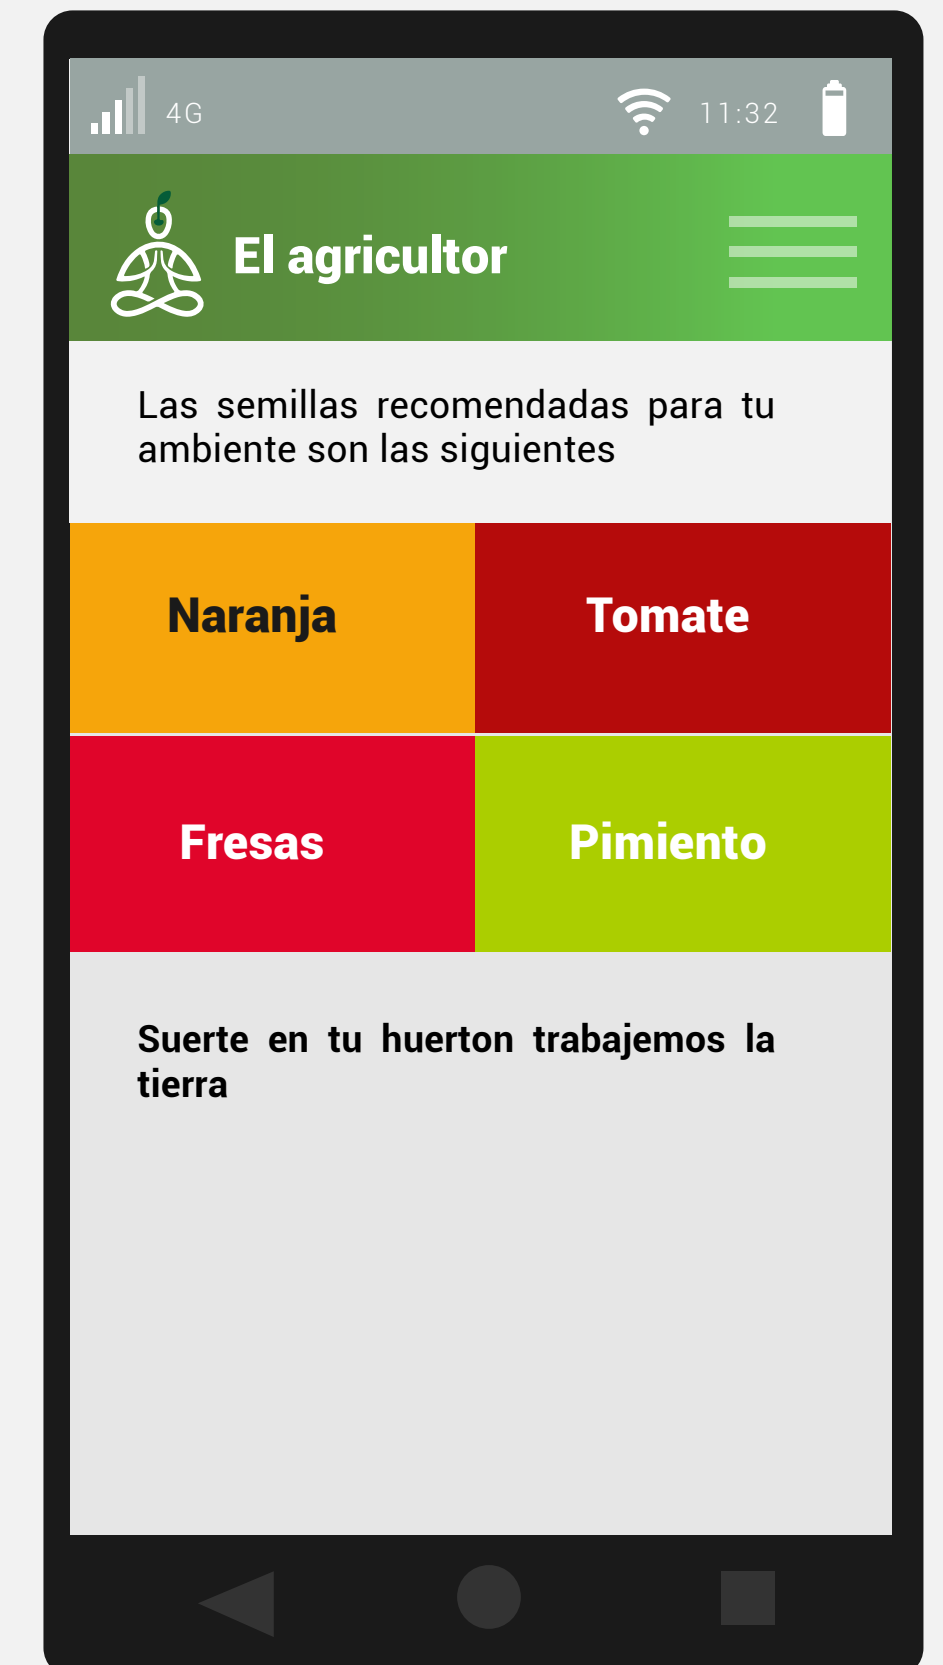 4G 11:32
El agricultor
Las semillas recomendadas para tu
ambiente son las siguientes
Naranja Tomate
Fresas Pimiento
Suerte en tu huerton trabajemos la
tierra